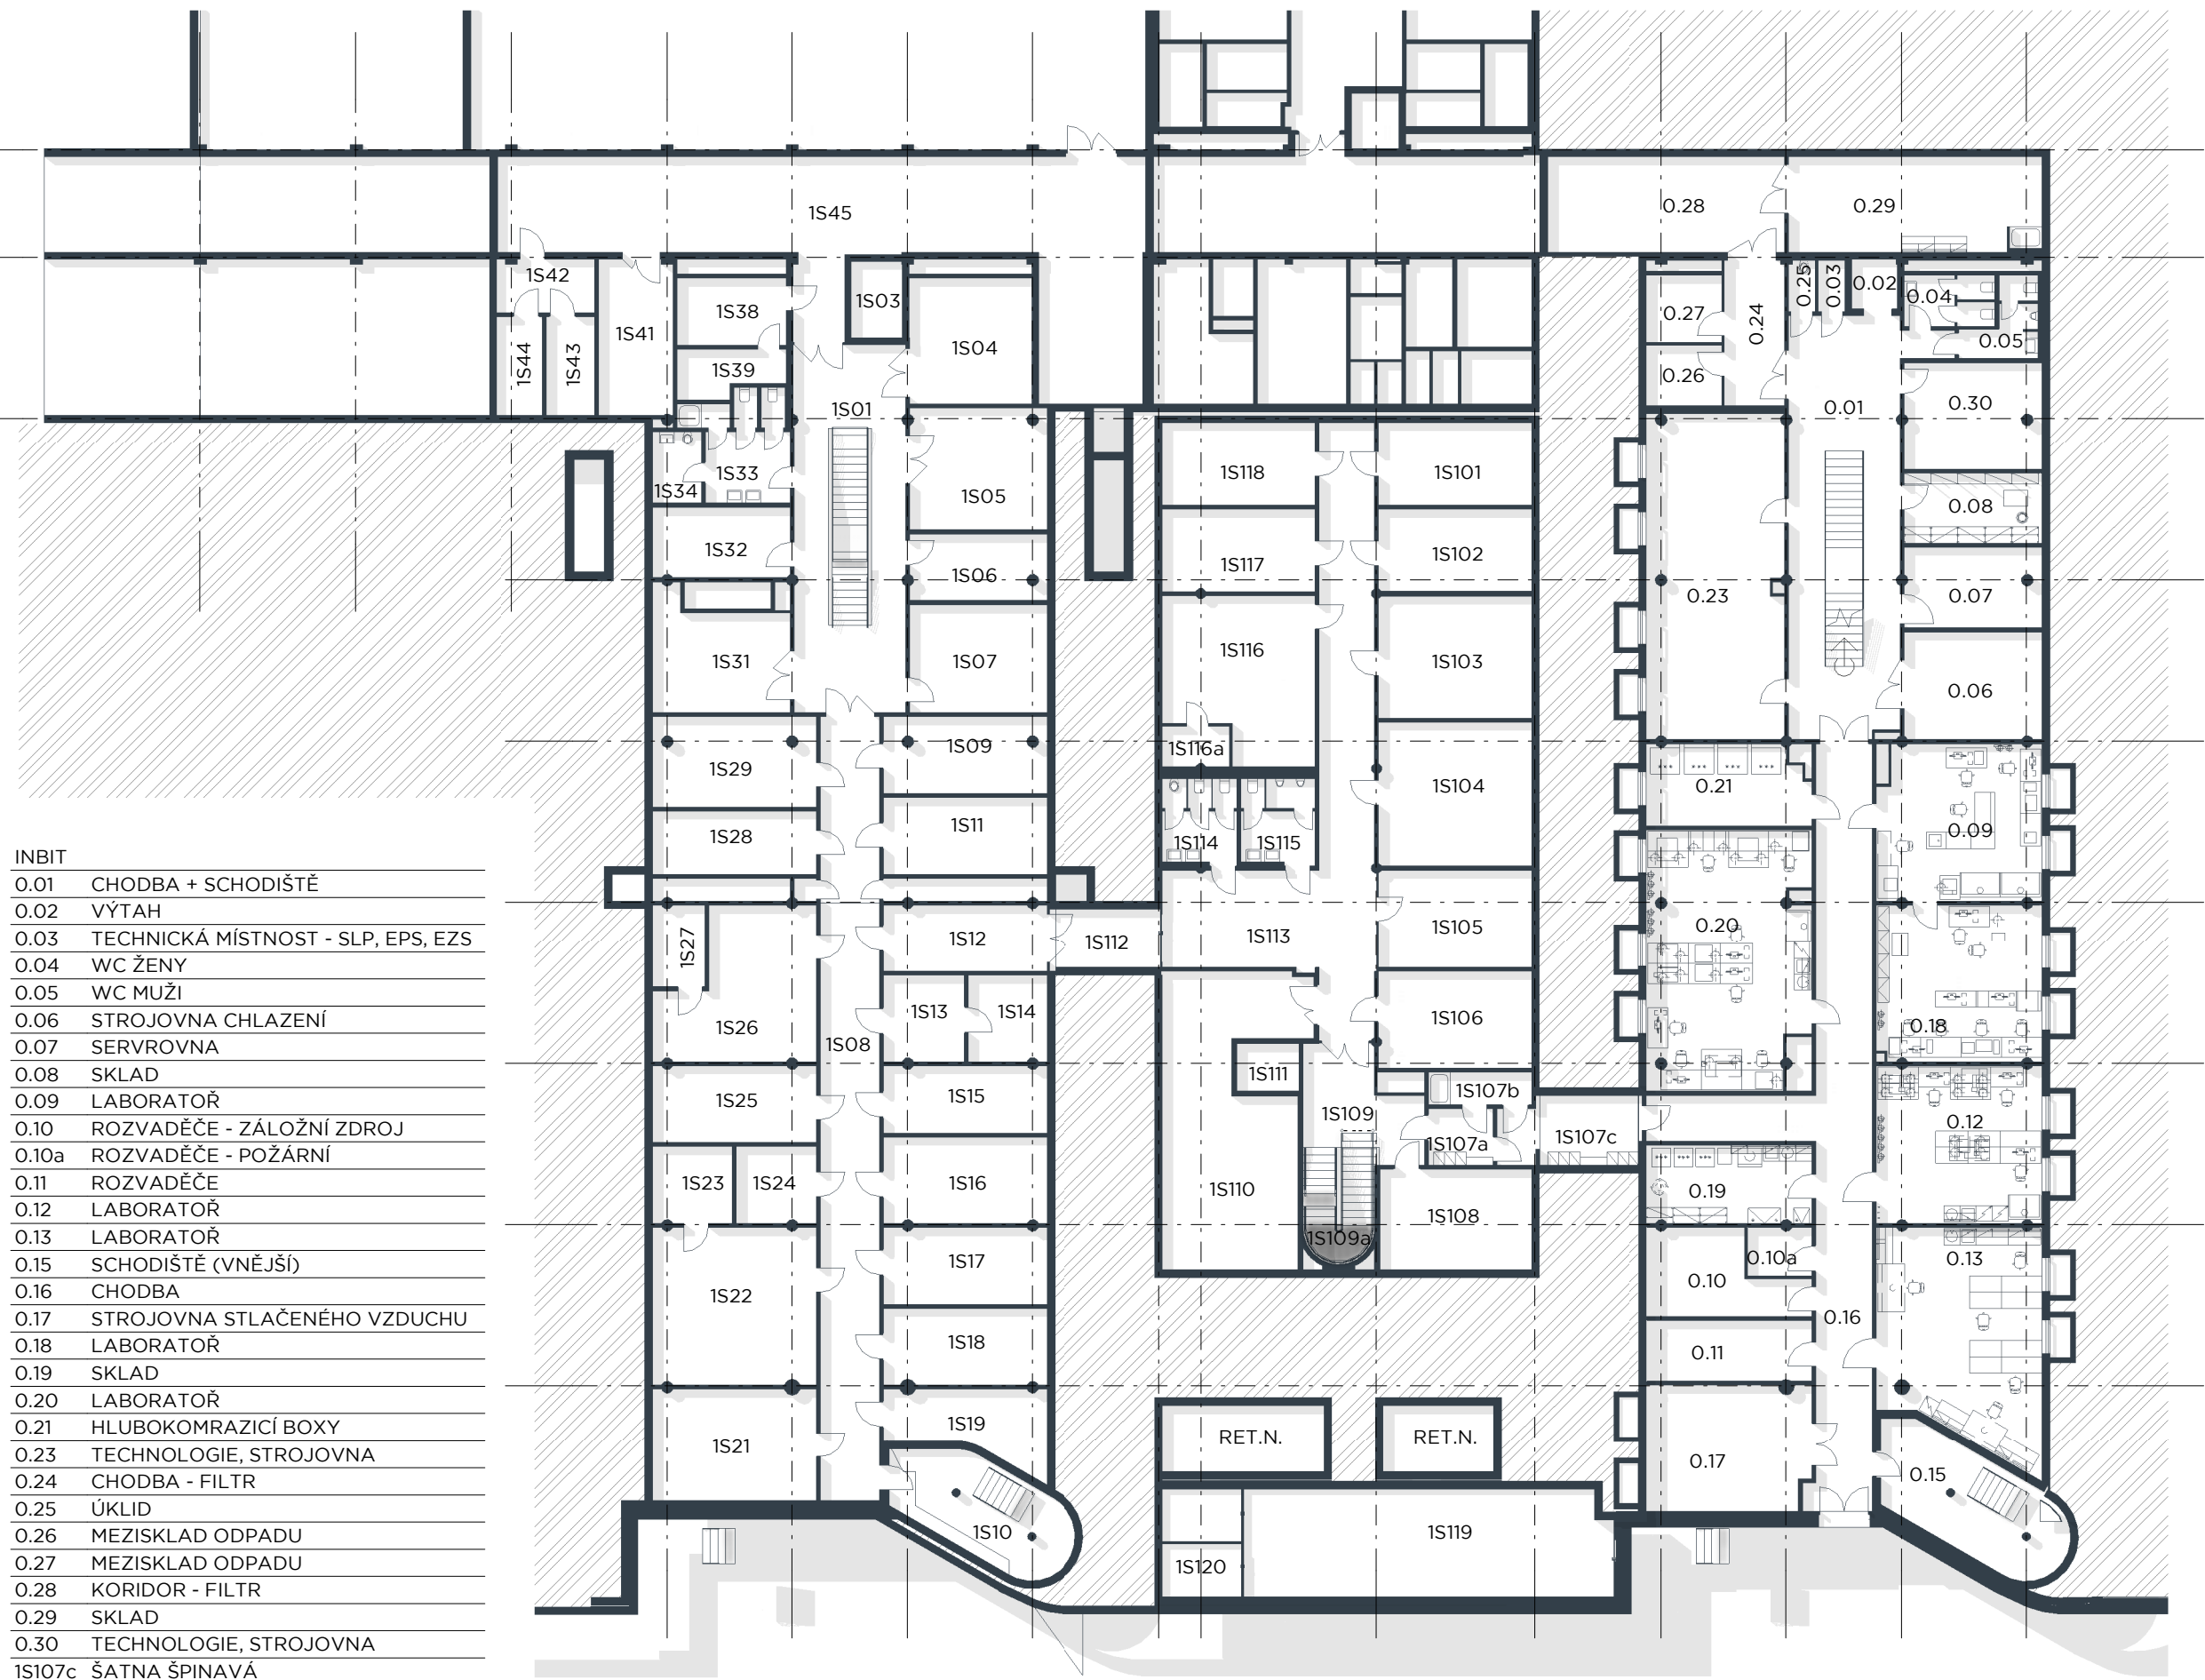 1S45
0.28
0.29
1S42
1S03
0.25
0.03
0.02
0.04
1S38
0.27
0.24
1S41
1S04
0.05
1S44
1S43
1S39
0.26
1S01
0.01
0.30
1S33
1S34
1S05
1S118
1S101
0.08
1S32
1S06
1S117
1S102
0.23
0.07
1S31
1S07
1S116
1S103
0.06
1S29
1S09
1S116a
1S104
0.21
1S28
1S11
1S114
1S115
0.09
1S27
1S12
1S112
1S113
1S105
0.20
1S26
1S13
1S14
1S106
0.18
1S08
1S25
1S15
1S111
1S107b
1S109
1S107a
1S107c
0.12
1S23
1S24
1S16
1S110
1S108
0.19
1S109a
1S22
1S17
0.10a
0.10
0.13
1S18
0.11
0.16
1S21
1S19
RET.N.
RET.N.
0.17
0.15
1S10
1S119
1S120
INBIT
0.01 CHODBA + SCHODIŠTĚ
0.02 VÝTAH
0.03 TECHNICKÁ MÍSTNOST - SLP, EPS, EZS
0.04 WC ŽENY
0.05 WC MUŽI
0.06 STROJOVNA CHLAZENÍ
0.07 SERVROVNA
0.08 SKLAD
0.09 LABORATOŘ
0.10 ROZVADĚČE - ZÁLOŽNÍ ZDROJ
0.10a ROZVADĚČE - POŽÁRNÍ
0.11 ROZVADĚČE
0.12 LABORATOŘ
0.13 LABORATOŘ
0.15 SCHODIŠTĚ (VNĚJŠÍ)
0.16 CHODBA
0.17 STROJOVNA STLAČENÉHO VZDUCHU
0.18 LABORATOŘ
0.19 SKLAD
0.20 LABORATOŘ
0.21 HLUBOKOMRAZICÍ BOXY
0.23 TECHNOLOGIE, STROJOVNA
0.24 CHODBA - FILTR
0.25 ÚKLID
0.26 MEZISKLAD ODPADU
0.27 MEZISKLAD ODPADU
0.28 KORIDOR - FILTR
0.29 SKLAD
0.30 TECHNOLOGIE, STROJOVNA
1S107c ŠATNA ŠPINAVÁ